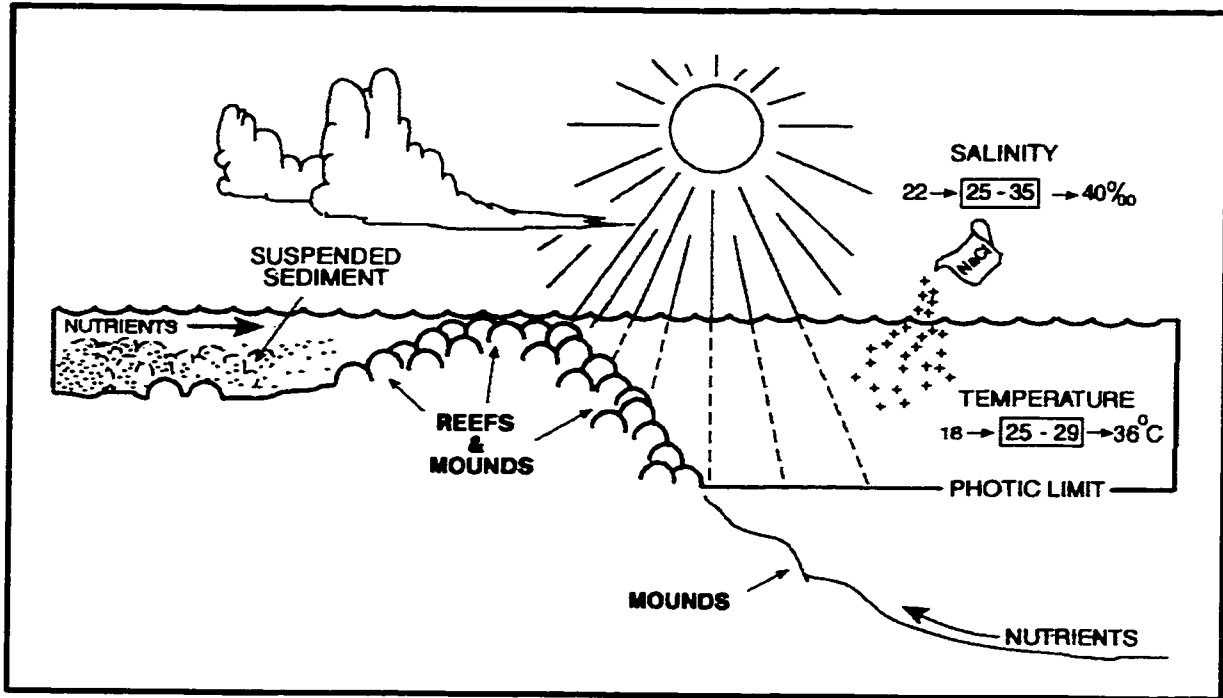 SALINITY
22 → 25 - 35 → 40‰
NaCl
SUSPENDED
SEDIMENT
NUTRIENTS
TEMPERATURE
18 → 25 - 29 → 36°C
REEFS
&
MOUNDS
PHOTIC LIMIT
MOUNDS
NUTRIENTS